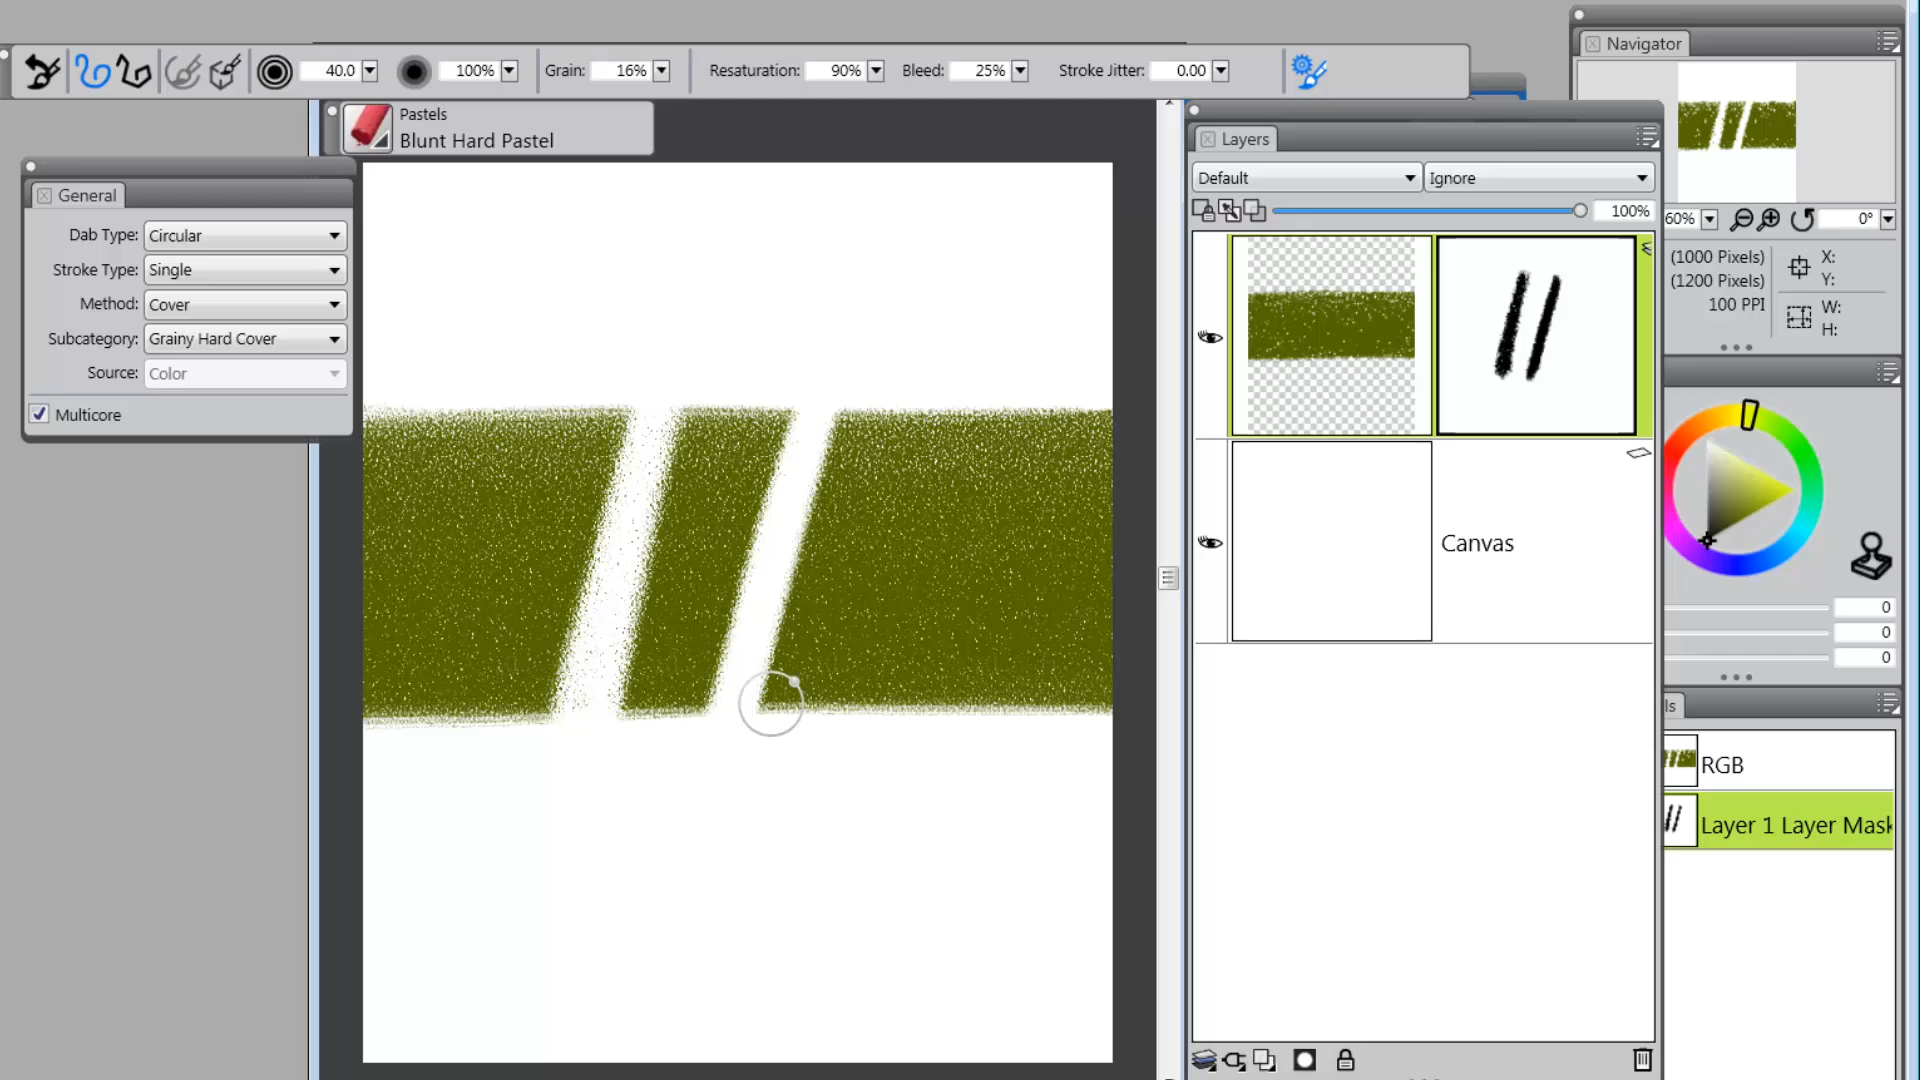 40.0
100%
Grain: 16%
Resaturation: 90%
Bleed: 25%
Stroke Jitter: 0.00
Pastels
Blunt Hard Pastel
General
Dab Type: Circular
Stroke Type: Single
Method: Cover
Subcategory: Grainy Hard Cover
Source: Color
Multicore
Layers
Default
Ignore
100%
Canvas
Navigator
60%
0°
(1000 Pixels)
(1200 Pixels)
100 PPI
X:
Y:
W:
H:
0
0
0
ls
RGB
Layer 1 Layer Mask